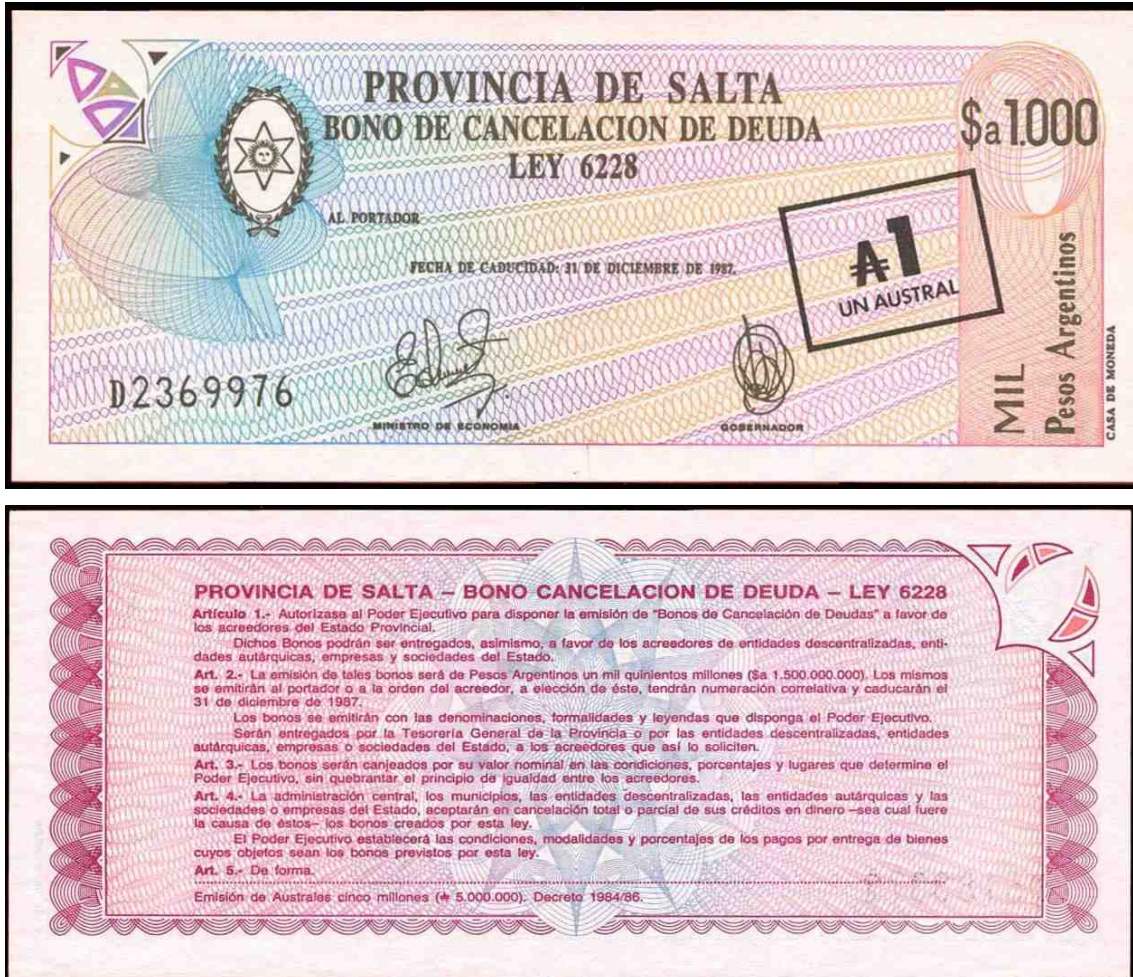 PROVINCIA DE SALTA
BONO DE CANCELACION DE DEUDA
LEY 6228
$a 1.000
AL PORTADOR
FECHA DE CADUCIDAD: 31 DE DICIEMBRE DE 1987.
₳1
UN AUSTRAL
D2369976
MINISTRO DE ECONOMIA
GOBERNADOR
MIL
Pesos Argentinos
CASA DE MONEDA
PROVINCIA DE SALTA – BONO CANCELACION DE DEUDA – LEY 6228
Artículo 1.- Autorízase al Poder Ejecutivo para disponer la emisión de "Bonos de Cancelación de Deudas" a favor de
los acreedores del Estado Provincial.
Dichos Bonos podrán ser entregados, asimismo, a favor de los acreedores de entidades descentralizadas, enti-
dades autárquicas, empresas y sociedades del Estado.
Art. 2.- La emisión de tales bonos será de Pesos Argentinos un mil quinientos millones ($a 1.500.000.000). Los mismos
se emitirán al portador o a la orden del acreedor, a elección de éste, tendrán numeración correlativa y caducarán el
31 de diciembre de 1987.
Los bonos se emitirán con las denominaciones, formalidades y leyendas que disponga el Poder Ejecutivo.
Serán entregados por la Tesorería General de la Provincia o por las entidades descentralizadas, entidades
autárquicas, empresas o sociedades del Estado, a los acreedores que así lo soliciten.
Art. 3.- Los bonos serán canjeados por su valor nominal en las condiciones, porcentajes y lugares que determine el
Poder Ejecutivo, sin quebrantar el principio de igualdad entre los acreedores.
Art. 4.- La administración central, los municipios, las entidades descentralizadas, las entidades autárquicas y las
sociedades o empresas del Estado, aceptarán en cancelación total o parcial de sus créditos en dinero –sea cual fuere
la causa de éstos– los bonos creados por esta ley.
El Poder Ejecutivo establecerá las condiciones, modalidades y porcentajes de los pagos por entrega de bienes
cuyos objetos sean los bonos previstos por esta ley.
Art. 5.- De forma.
Emisión de Australes cinco millones (₳ 5.000.000). Decreto 1984/86.